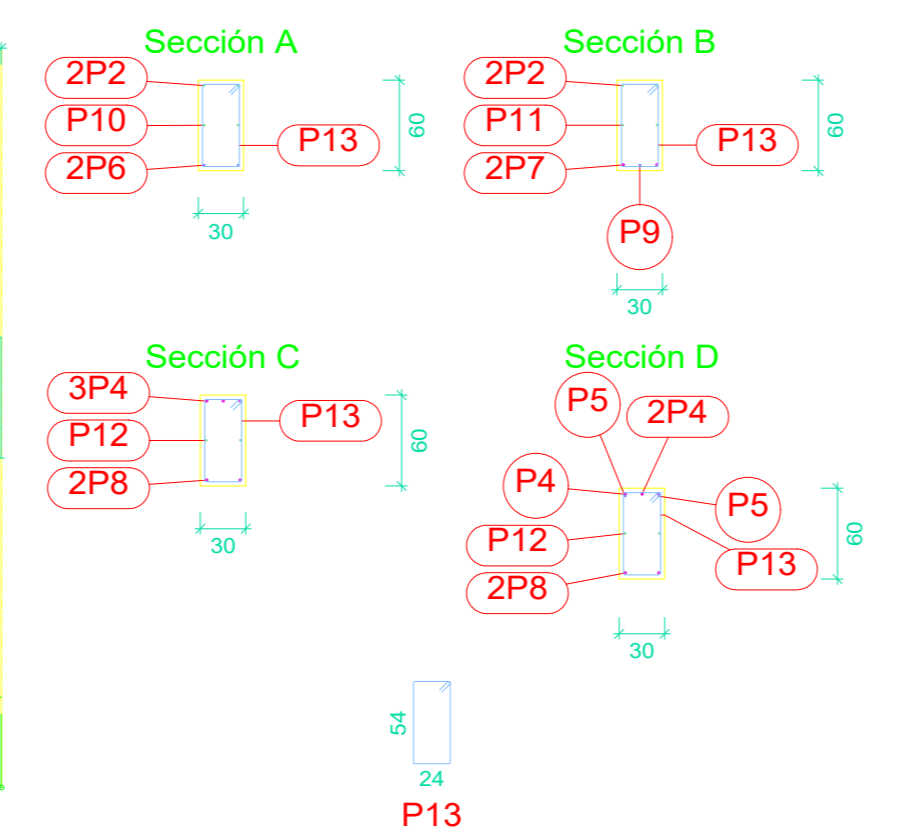 Sección A
2P2
P10
2P6
P13
60
30
Sección B
2P2
P11
2P7
P13
P9
60
30
Sección C
3P4
P12
2P8
P13
60
30
Sección D
P5
2P4
P4
P5
P12
P13
2P8
60
30
54
24
P13